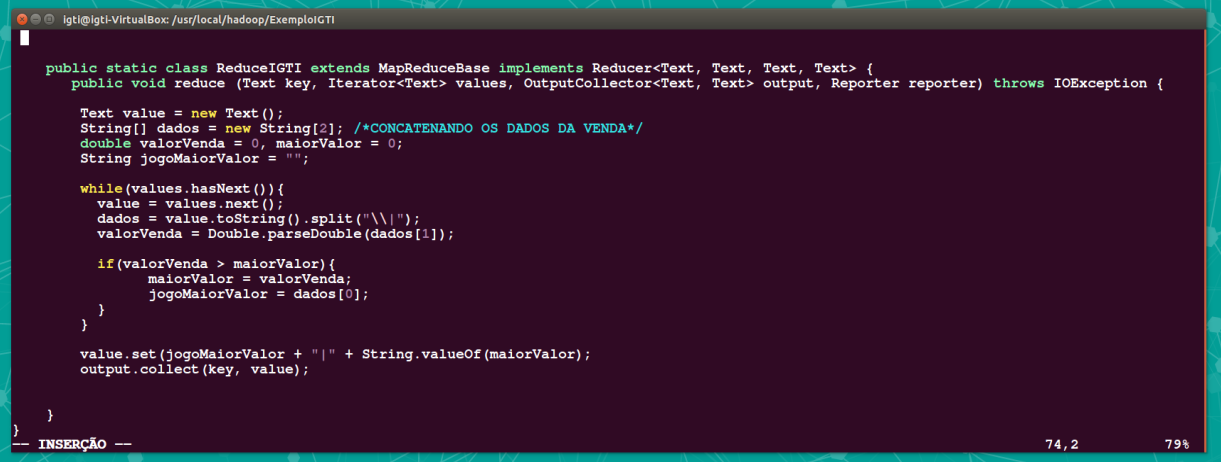 igti@igti-VirtualBox: /usr/local/hadoop/ExemploIGTI
public static class ReduceIGTI extends MapReduceBase implements Reducer<Text, Text, Text, Text> {
public void reduce (Text key, Iterator<Text> values, OutputCollector<Text, Text> output, Reporter reporter) throws IOException {
Text value = new Text();
String[] dados = new String[2]; /*CONCATENANDO OS DADOS DA VENDA*/
double valorVenda = 0, maiorValor = 0;
String jogoMaiorValor = "";
while(values.hasNext()){
value = values.next();
dados = value.toString().split("\\|");
valorVenda = Double.parseDouble(dados[1]);
if(valorVenda > maiorValor){
maiorValor = valorVenda;
jogoMaiorValor = dados[0];
}
}
value.set(jogoMaiorValor + "|" + String.valueOf(maiorValor);
output.collect(key, value);
}
}
-- INSERÇÃO -- 74,2 79%